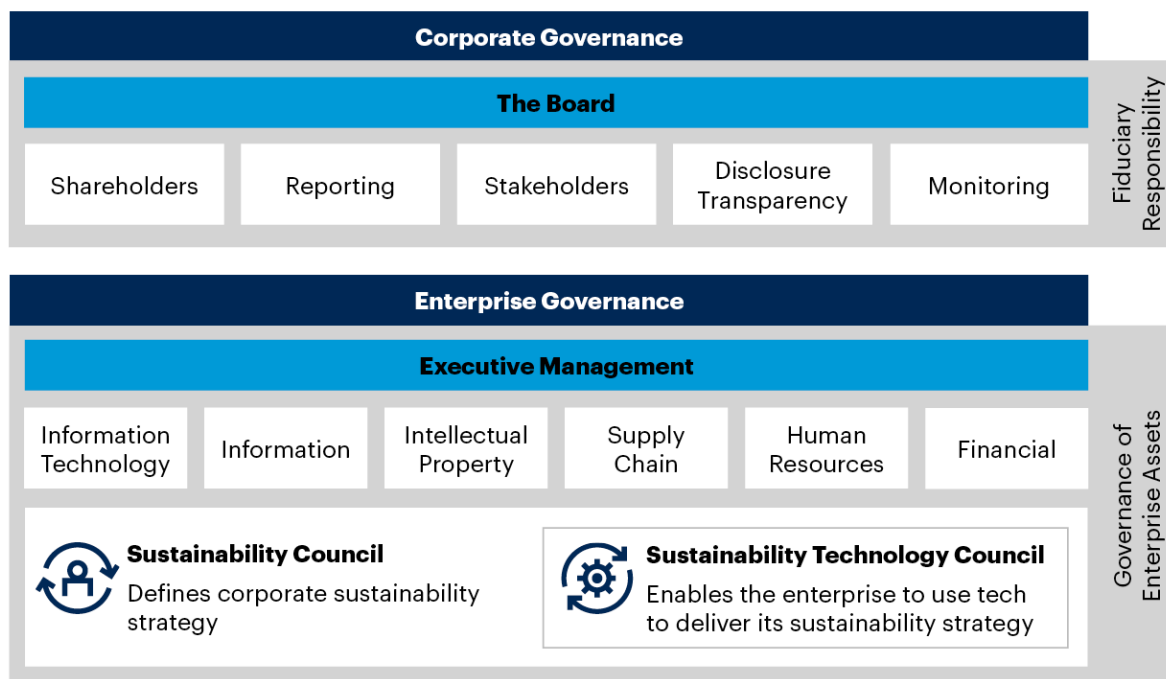 Corporate Governance
The Board
Shareholders
Reporting
Stakeholders
Disclosure
Transparency
Monitoring
Fiduciary
Responsibility
Enterprise Governance
Executive Management
Information
Technology
Information
Intellectual
Property
Supply
Chain
Human
Resources
Financial
Sustainability Council
Defines corporate sustainability
strategy
Sustainability Technology Council
Enables the enterprise to use tech
to deliver its sustainability strategy
Governance of
Enterprise Assets